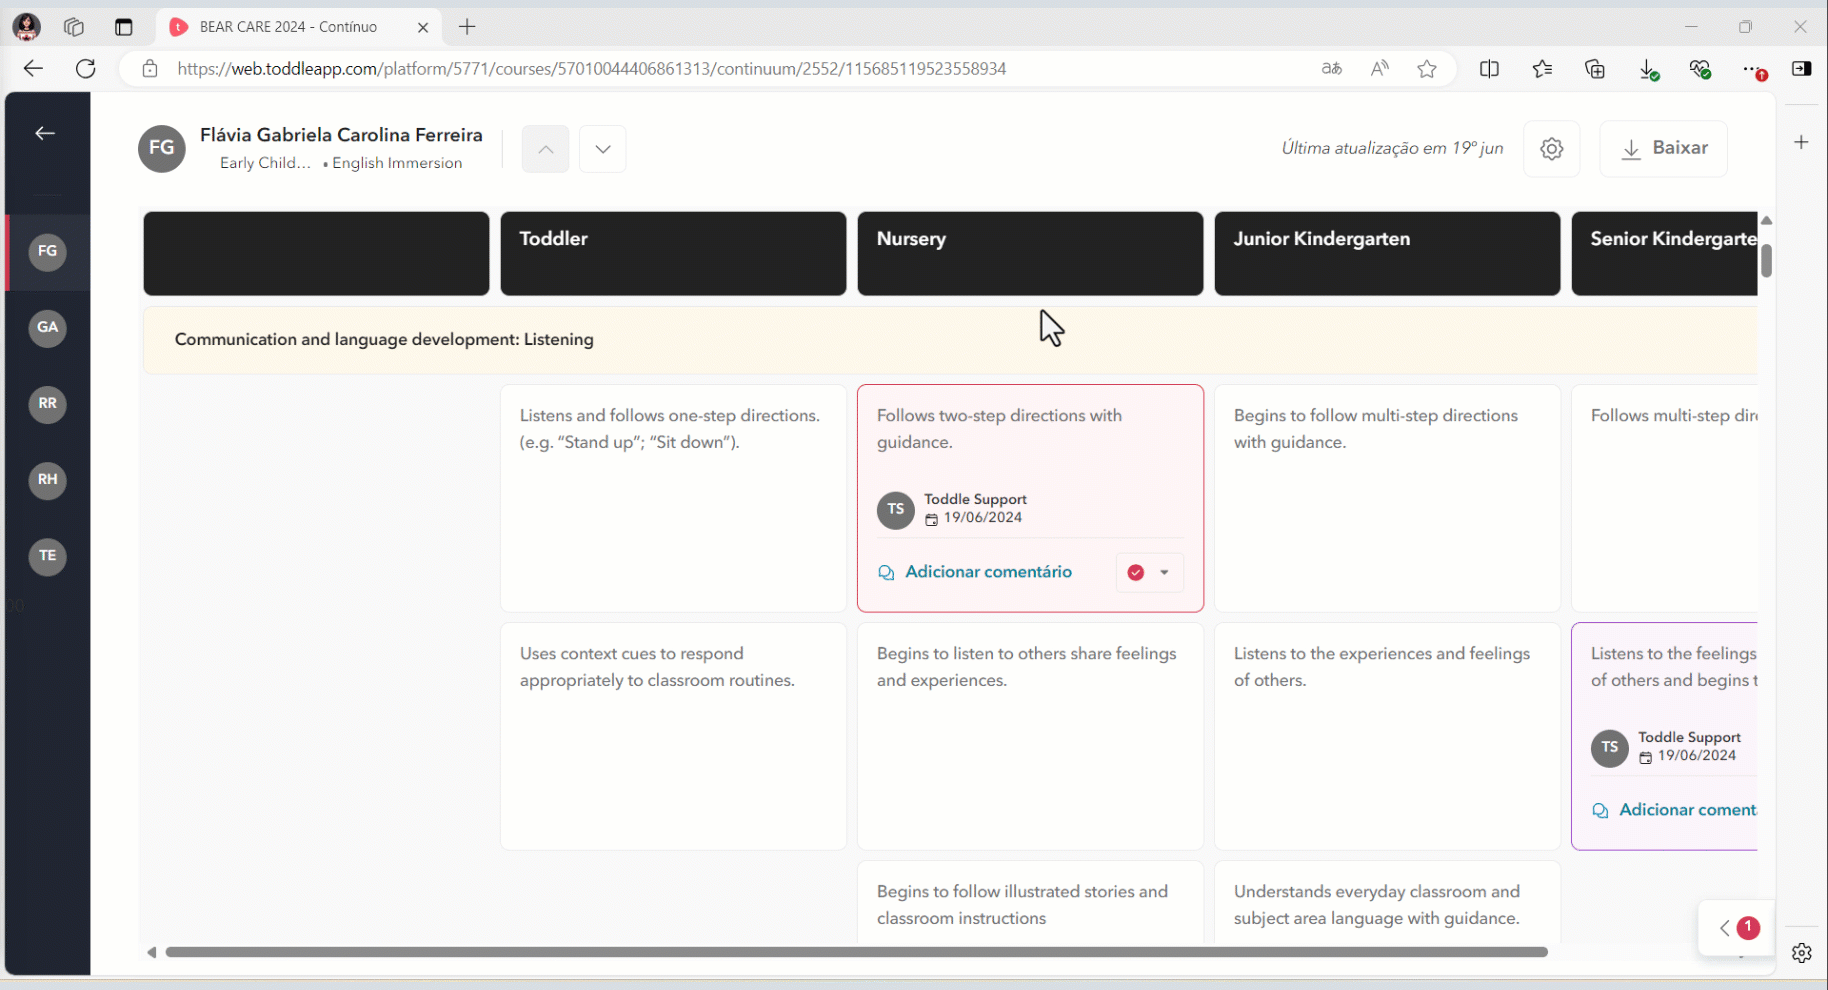 BEAR CARE 2024 - Contínuo
https://web.toddleapp.com/platform/5771/courses/57010044406861313/continuum/2552/115685119523558934
FG
Flávia Gabriela Carolina Ferreira
Early Child... • English Immersion
Última atualização em 19º jun
Baixar
FG
GA
RR
RH
TE
00
Toddler
Nursery
Junior Kindergarten
Senior Kindergarte
Communication and language development: Listening
Listens and follows one-step directions.
(e.g. “Stand up”; “Sit down”).
Follows two-step directions with
guidance.
TS
Toddle Support
19/06/2024
Adicionar comentário
Begins to follow multi-step directions
with guidance.
Follows multi-step dire
Uses context cues to respond
appropriately to classroom routines.
Begins to listen to others share feelings
and experiences.
Listens to the experiences and feelings
of others.
Listens to the feelings
of others and begins t
TS
Toddle Support
19/06/2024
Adicionar coment
Begins to follow illustrated stories and
classroom instructions
Understands everyday classroom and
subject area language with guidance.
1